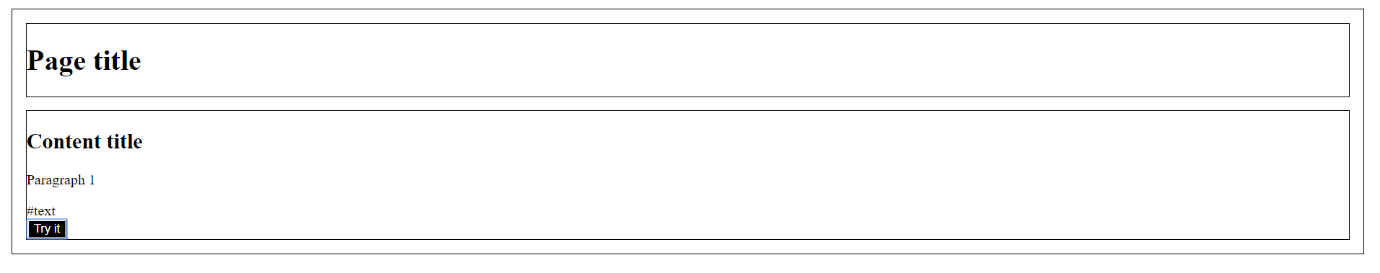 Page title
Content title
Paragraph 1
#text
Try it